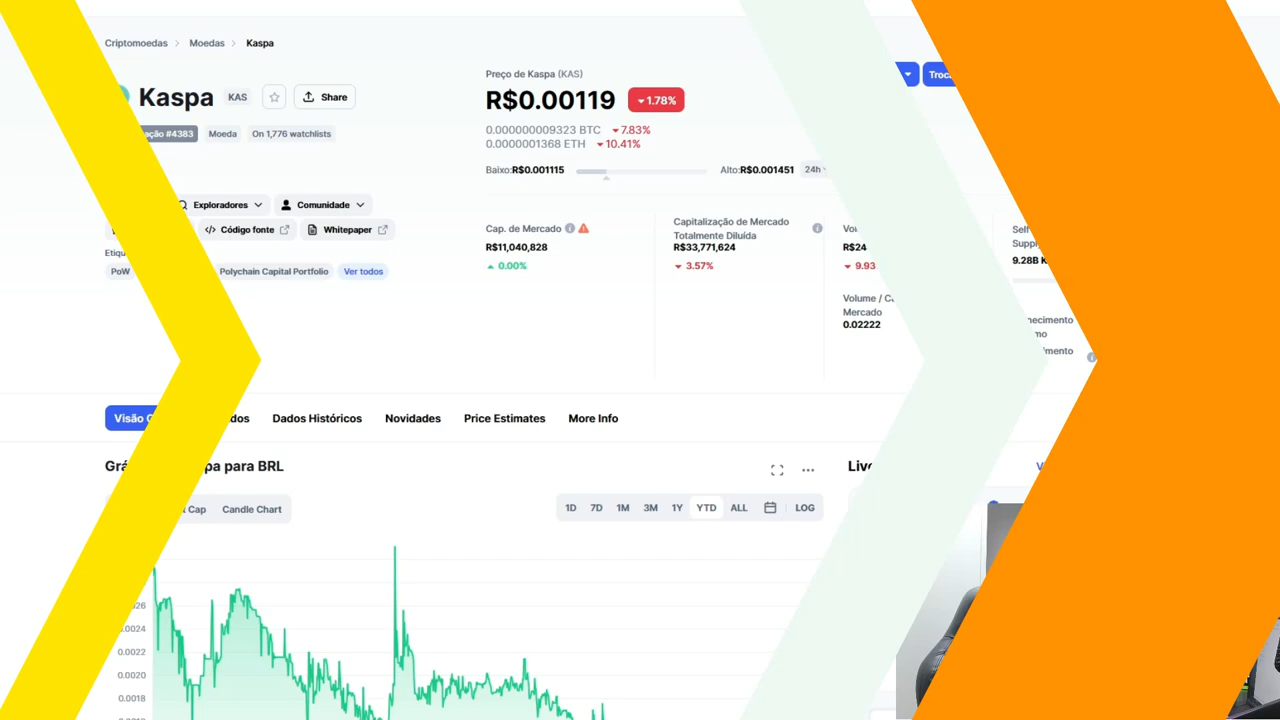 Criptomoedas > Moedas > Kaspa
Kaspa KAS Share
#4383 Moeda On 1,776 watchlists
Exploradores Comunidade
Código fonte Whitepaper
PoW Polychain Capital Portfolio Ver todos
Preço de Kaspa (KAS)
R$0.00119 1.78%
0.000000009323 BTC 7.83%
0.0000001368 ETH 10.41%
Baixo:R$0.001115 Alto:R$0.001451 24h
Cap. de Mercado
R$11,040,828
0.00%
Capitalização de Mercado
Totalmente Diluída
R$33,771,624
3.57%
R$24
9.93
Volume /
Mercado
0.02222
9.28B
Visão
Dados Históricos Novidades Price Estimates More Info
para BRL
Cap Candle Chart
1D 7D 1M 3M 1Y YTD ALL LOG
0.0024
0.0022
0.0020
0.0018